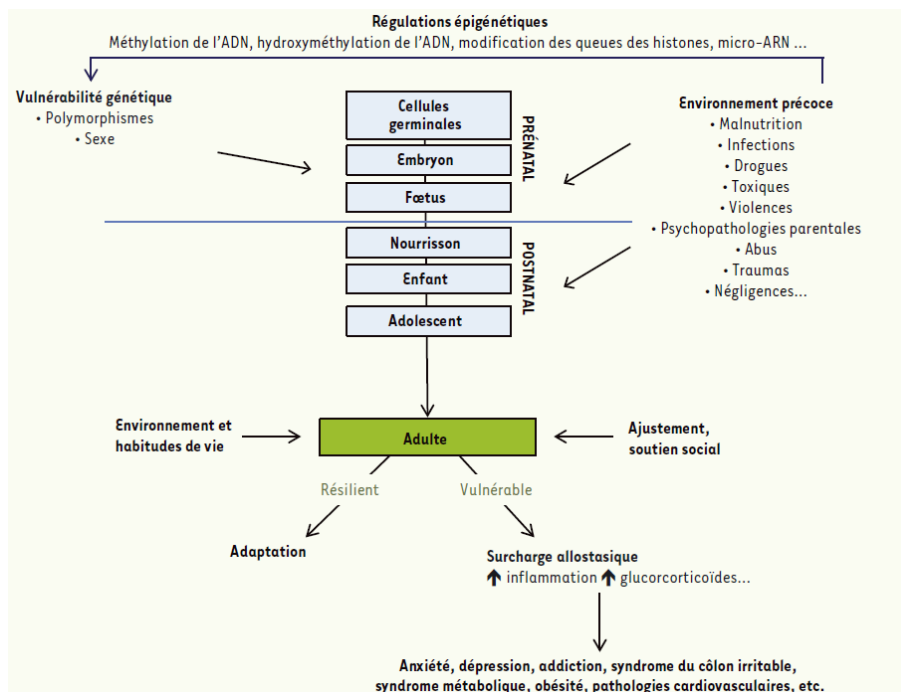 Régulations épigénétiques
Méthylation de l'ADN, hydroxyméthylation de l'ADN, modification des queues des histones, micro-ARN ...
Vulnérabilité génétique
• Polymorphismes
• Sexe
Cellules
germinales
Embryon
Fœtus
PRÉNATAL
Nourrisson
Enfant
Adolescent
POSTNATAL
Environnement précoce
• Malnutrition
• Infections
• Drogues
• Toxiques
• Violences
• Psychopathologies parentales
• Abus
• Traumas
• Négligences...
Environnement et
habitudes de vie
Adulte
Ajustement,
soutien social
Résilient
Vulnérable
Adaptation
Surcharge allostasique
↑ inflammation ↑ glucorcorticoïdes...
Anxiété, dépression, addiction, syndrome du côlon irritable,
syndrome métabolique, obésité, pathologies cardiovasculaires, etc.